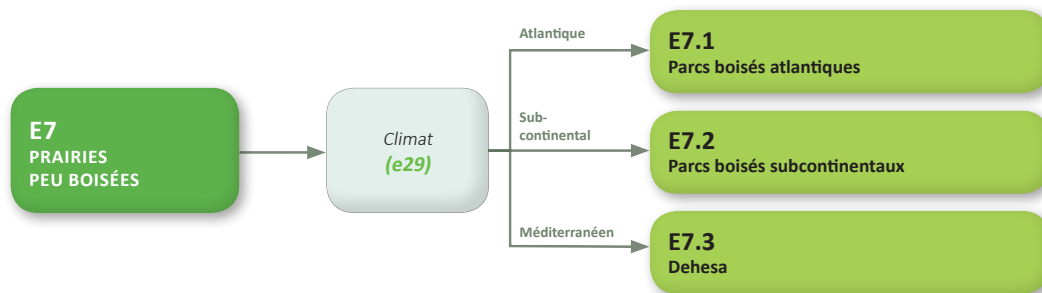 E7
PRAIRIES
PEU BOISÉES
Climat
(e29)
Atlantique
E7.1
Parcs boisés atlantiques
Sub-
continental
E7.2
Parcs boisés subcontinentaux
Méditerranéen
E7.3
Dehesa